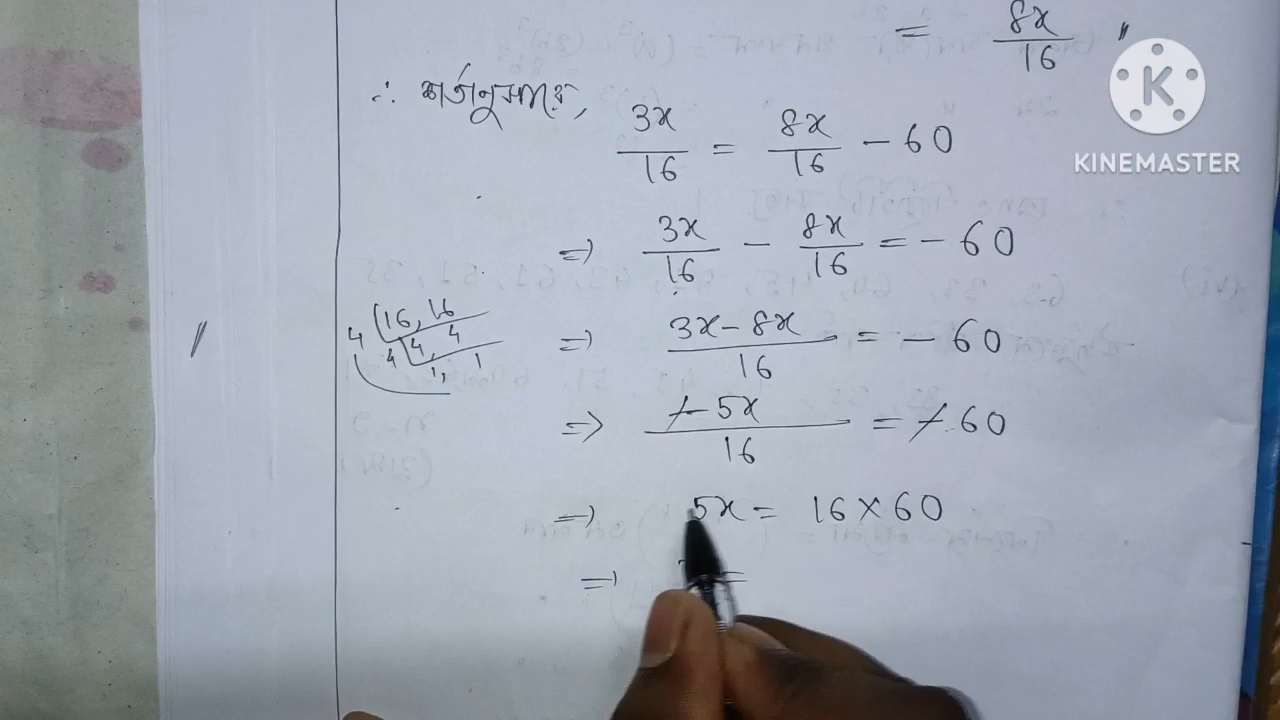 = 8x/16 "
∴ শর্তানুসারে, 3x/16 = 8x/16 - 60
K
KINEMASTER
⇒ 3x/16 - 8x/16 = - 60
4 16, 16
4 4, 4
1, 1
⇒ 3x - 8x/16 = - 60
⇒ - 5x/16 = - 60
⇒ 5x = 16 × 60
⇒ =